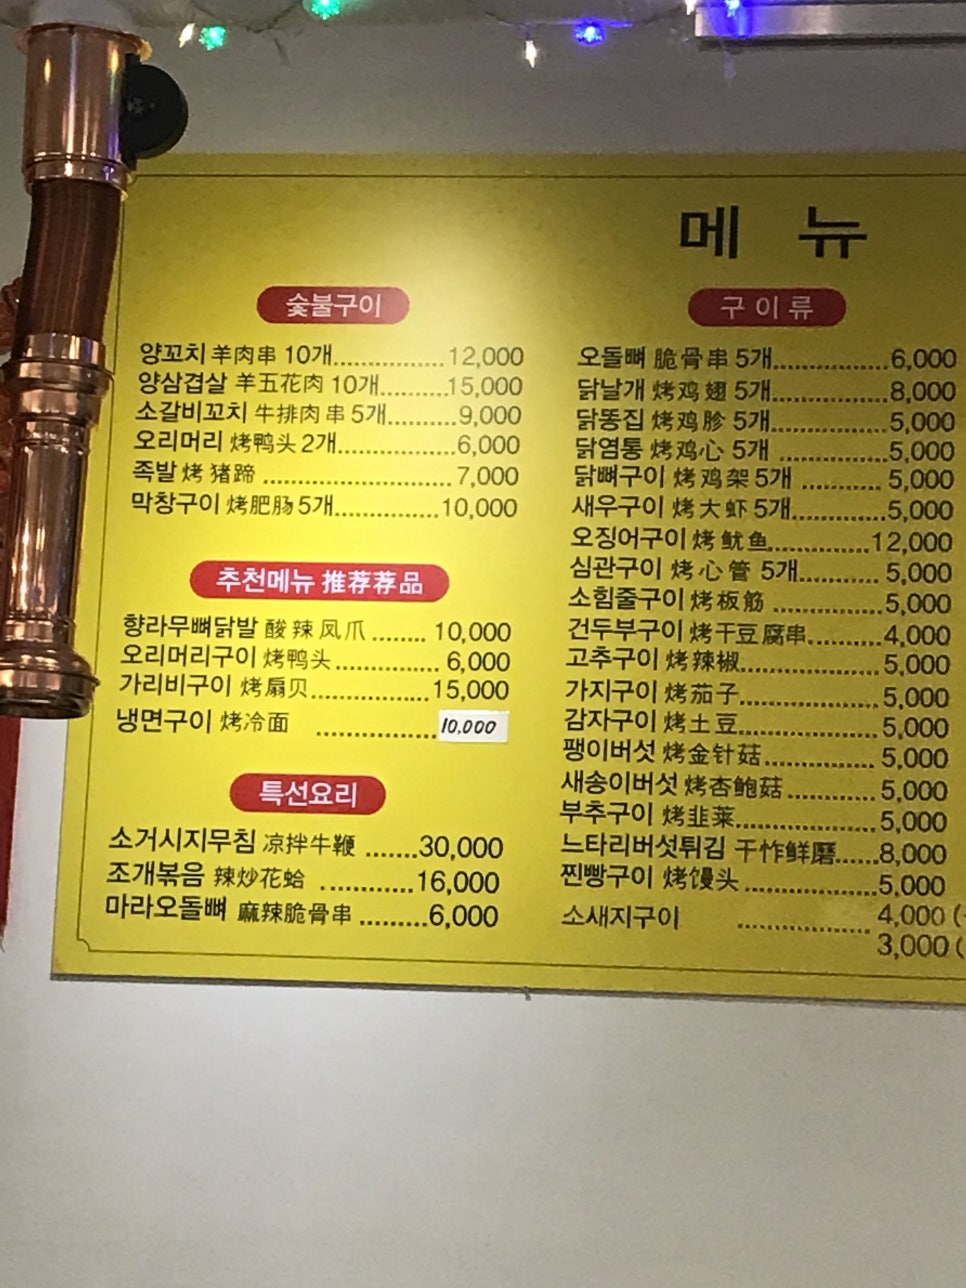 메 뉴
숯불구이
양꼬치 羊肉串 10개..............12,000
양삼겹살 羊五花肉 10개..........15,000
소갈비꼬치 牛排肉串 5개...........9,000
오리머리 烤鸭头 2개..................6,000
족발 烤 猪蹄 ............................7,000
막창구이 烤肥肠 5개...............10,000
추천메뉴 推荐荐品
향라무뼈닭발 酸辣凤爪 ........ 10,000
오리머리구이 烤鸭头................ 6,000
가리비구이 烤扇贝.................15,000
냉면구이 烤冷面 .................10,000
특선요리
소거시지무침 凉拌牛鞭 .......30,000
조개볶음 辣炒花蛤 .............16,000
마라오돌뼈 麻辣脆骨串 .........6,000
구 이 류
오돌뼈 脆骨串 5개................6,000
닭날개 烤鸡翅 5개.................8,000
닭똥집 烤鸡胗 5개.................5,000
닭염통 烤鸡心 5개 ................5,000
닭뼈구이 烤鸡架 5개 ............ 5,000
새우구이 烤大虾 5개..............5,000
오징어구이 烤鱿鱼...............12,000
심관구이 烤心管 5개............ 5,000
소힘줄구이 烤板筋 ................ 5,000
건두부구이 烤干豆腐串...........4,000
고추구이 烤辣椒.....................5,000
가지구이 烤茄子..................... 5,000
감자구이 烤土豆..................... 5,000
팽이버섯 烤金针菇................. 5,000
새송이버섯 烤杏鲍菇............. 5,000
부추구이 烤韭菜.....................5,000
느타리버섯튀김 干炸鲜蘑......8,000
찐빵구이 烤馒头....................5,000
소새지구이 ................... 4,000 (
3,000 (